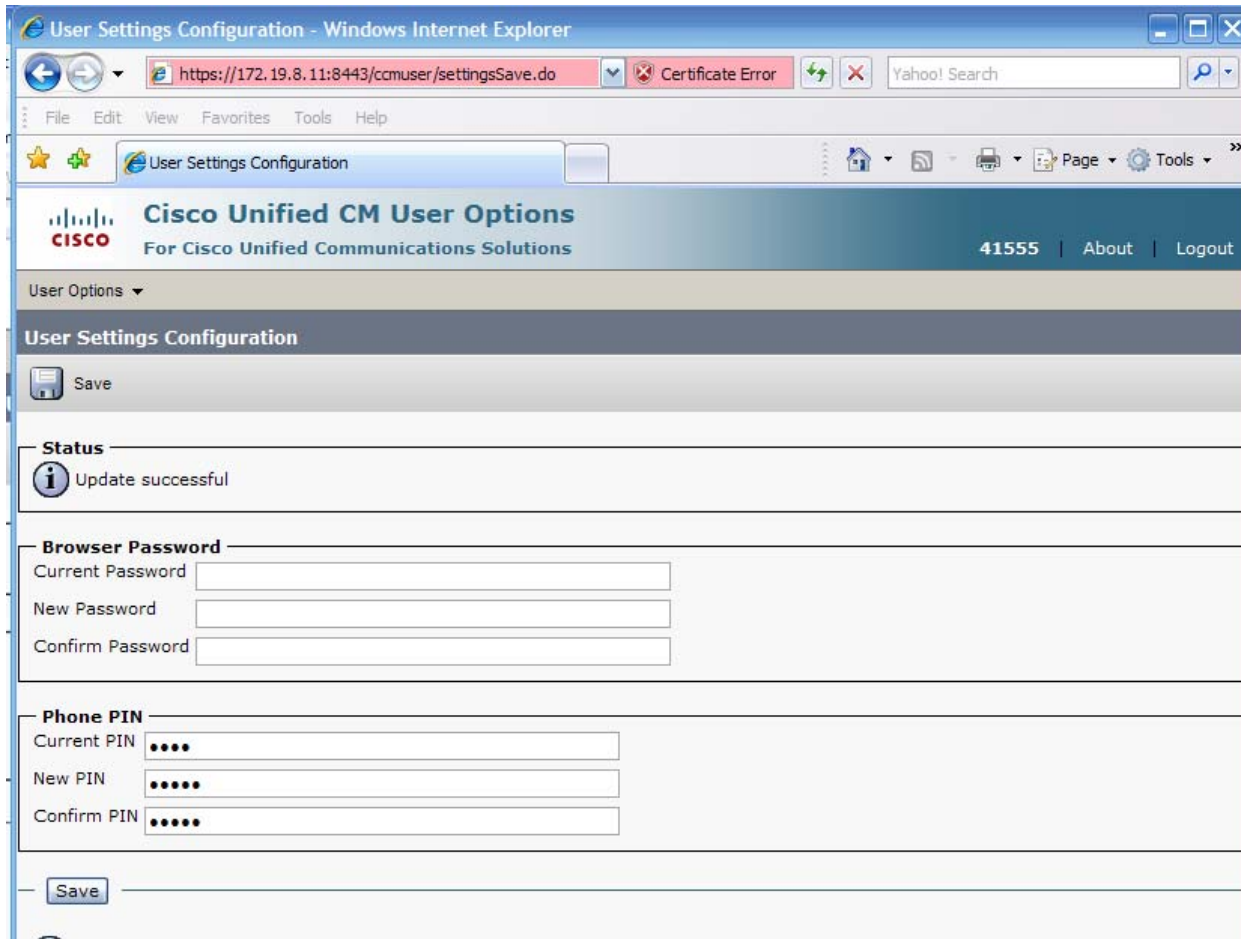 User Settings Configuration - Windows Internet Explorer
https://172.19.8.11:8443/ccmuser/settingsSave.do Certificate Error Yahoo! Search
File Edit View Favorites Tools Help
User Settings Configuration Page Tools »
CISCO
Cisco Unified CM User Options
For Cisco Unified Communications Solutions
41555 | About | Logout
User Options
User Settings Configuration
Save
Status
i Update successful
Browser Password
Current Password
New Password
Confirm Password
Phone PIN
Current PIN ••••
New PIN •••••
Confirm PIN •••••
Save